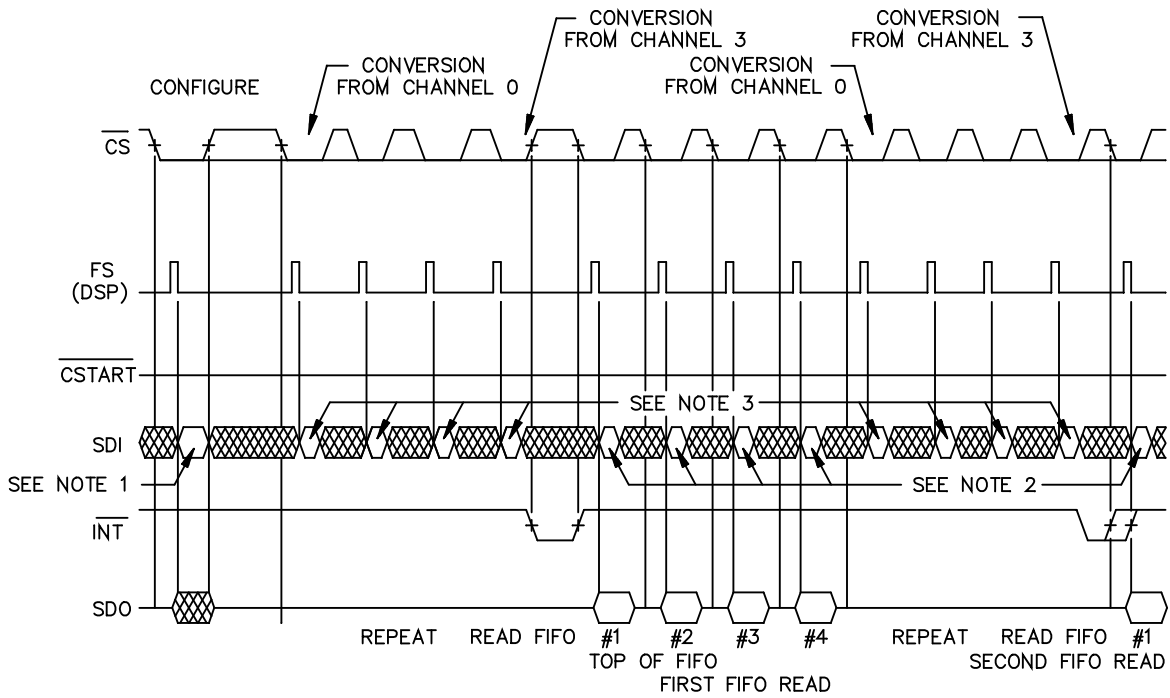 CONVERSION
FROM CHANNEL 3
CONVERSION
FROM CHANNEL 3
CONFIGURE
CONVERSION
FROM CHANNEL 0
CONVERSION
FROM CHANNEL 0
CS
FS
(DSP)
CSTART
SEE NOTE 3
SDI
SEE NOTE 1
SEE NOTE 2
INT
SDO
REPEAT READ FIFO #1 #2 #3 #4 REPEAT READ FIFO #1
TOP OF FIFO SECOND FIFO READ
FIRST FIFO READ